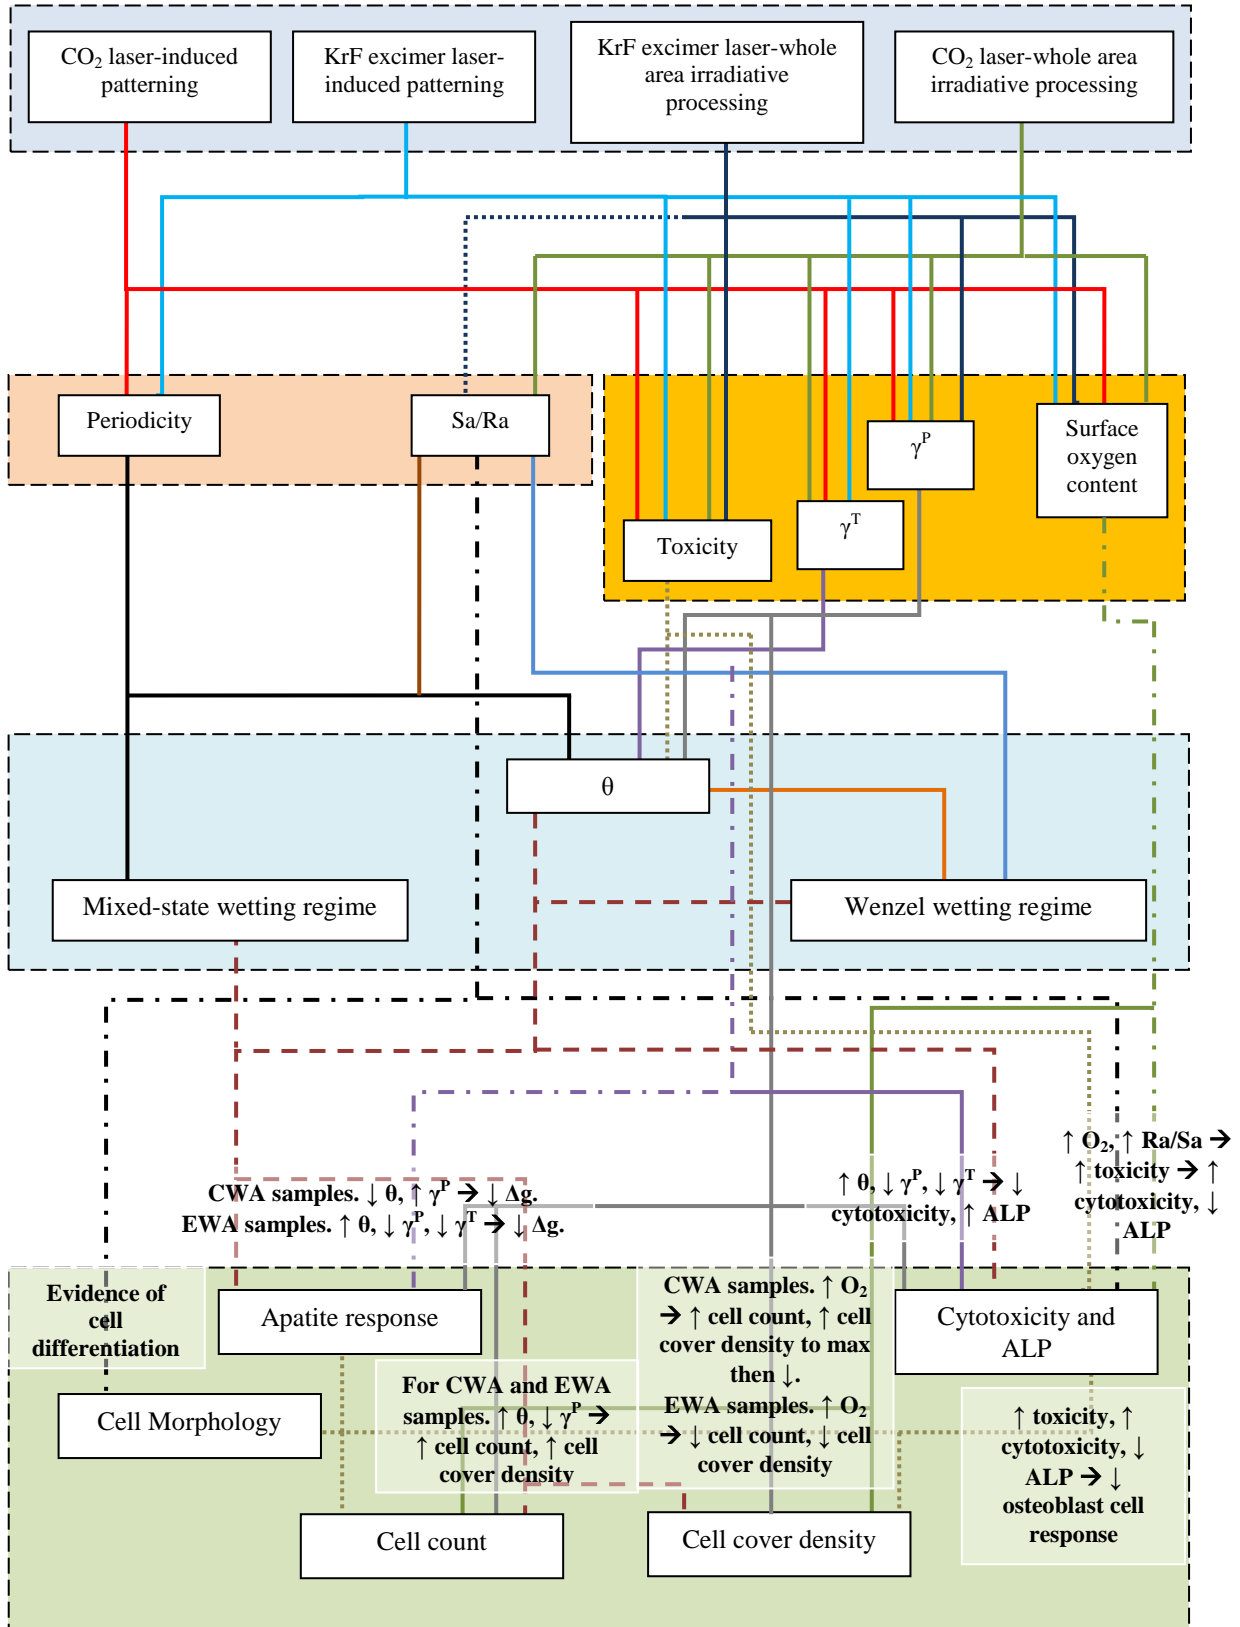 CO₂ laser-induced
patterning
KrF excimer laser-
induced patterning
KrF excimer laser-whole
area irradiative
processing
CO₂ laser-whole area
irradiative processing
Periodicity
Sa/Ra
Toxicity
γᵀ
γᴾ
Surface
oxygen
content
θ
Mixed-state wetting regime
Wenzel wetting regime
CWA samples. ↓ θ, ↑ γᴾ → ↓ Δg.
EWA samples. ↑ θ, ↓ γᴾ, ↓ γᵀ → ↓ Δg.
↑ θ, ↓ γᴾ, ↓ γᵀ → ↓
cytotoxicity, ↑ ALP
↑ O₂, ↑ Ra/Sa →
↑ toxicity → ↑
cytotoxicity, ↓
ALP
Evidence of
cell
differentiation
Apatite response
CWA samples. ↑ O₂
→ ↑ cell count, ↑ cell
cover density to max
then ↓.
EWA samples. ↑ O₂
→ ↓ cell count, ↓ cell
cover density
Cytotoxicity and
ALP
Cell Morphology
For CWA and EWA
samples. ↑ θ, ↓ γᴾ →
↑ cell count, ↑ cell
cover density
↑ toxicity, ↑
cytotoxicity, ↓
ALP → ↓
osteoblast cell
response
Cell count
Cell cover density